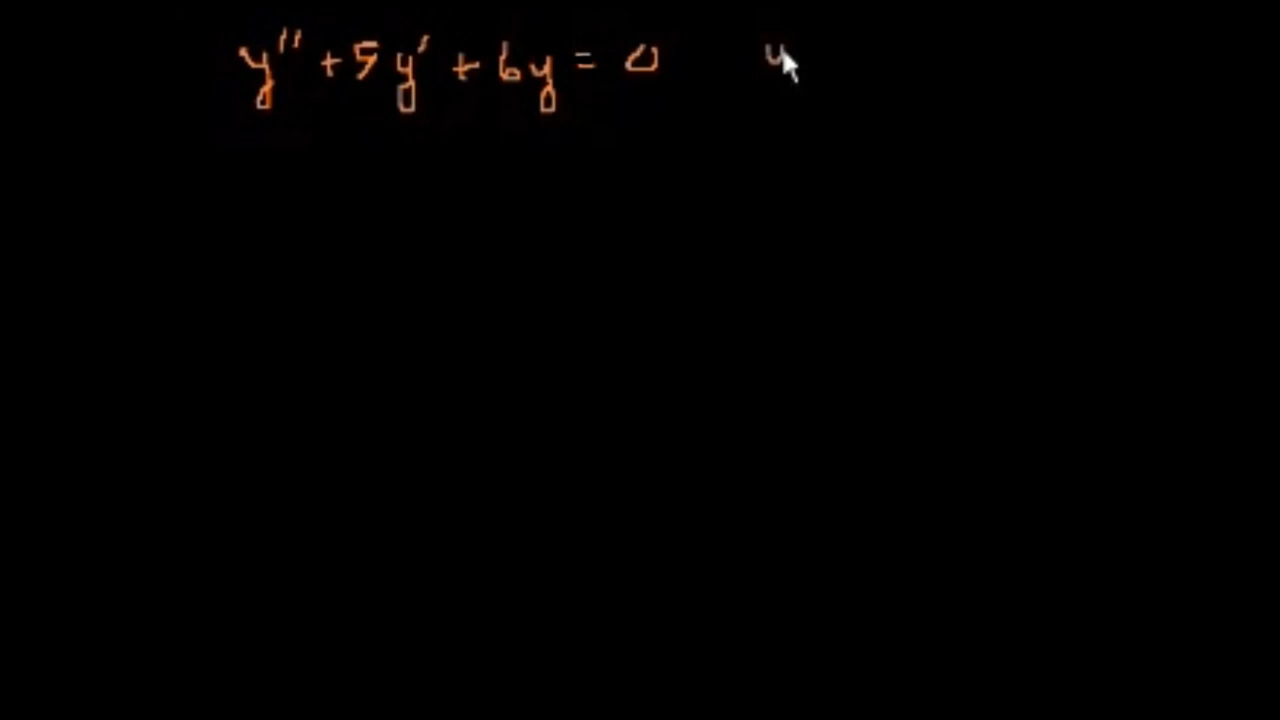 y'' + 5y' + 6y = 0 y